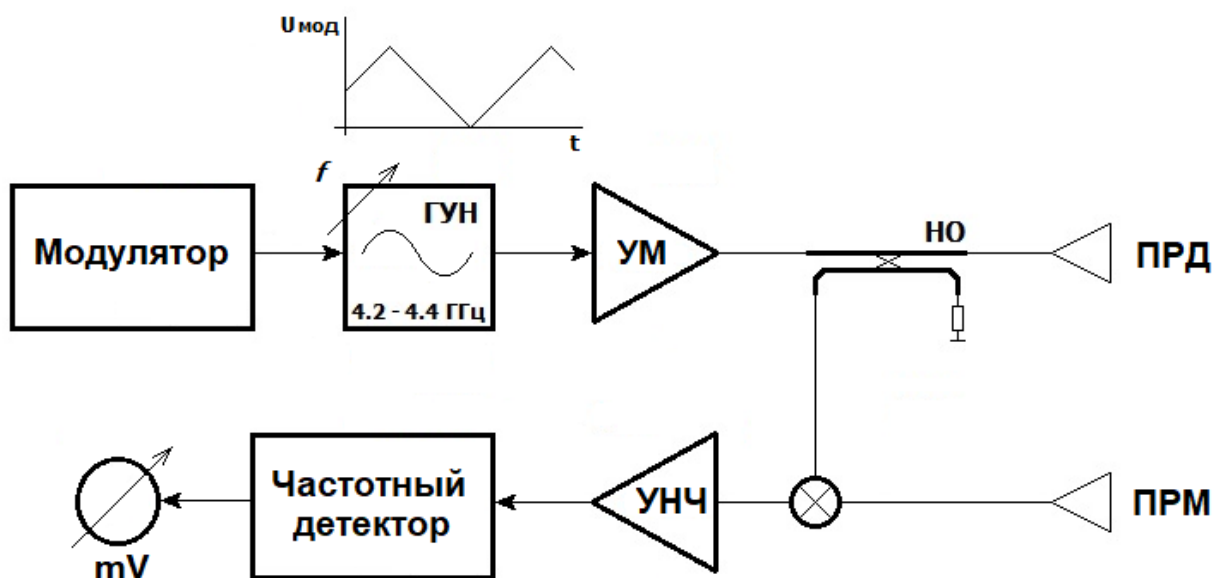 Uмод
t
f
Модулятор
ГУН
4.2 - 4.4 ГГц
УМ
НО
ПРД
Частотный
детектор
УНЧ
ПРМ
mV